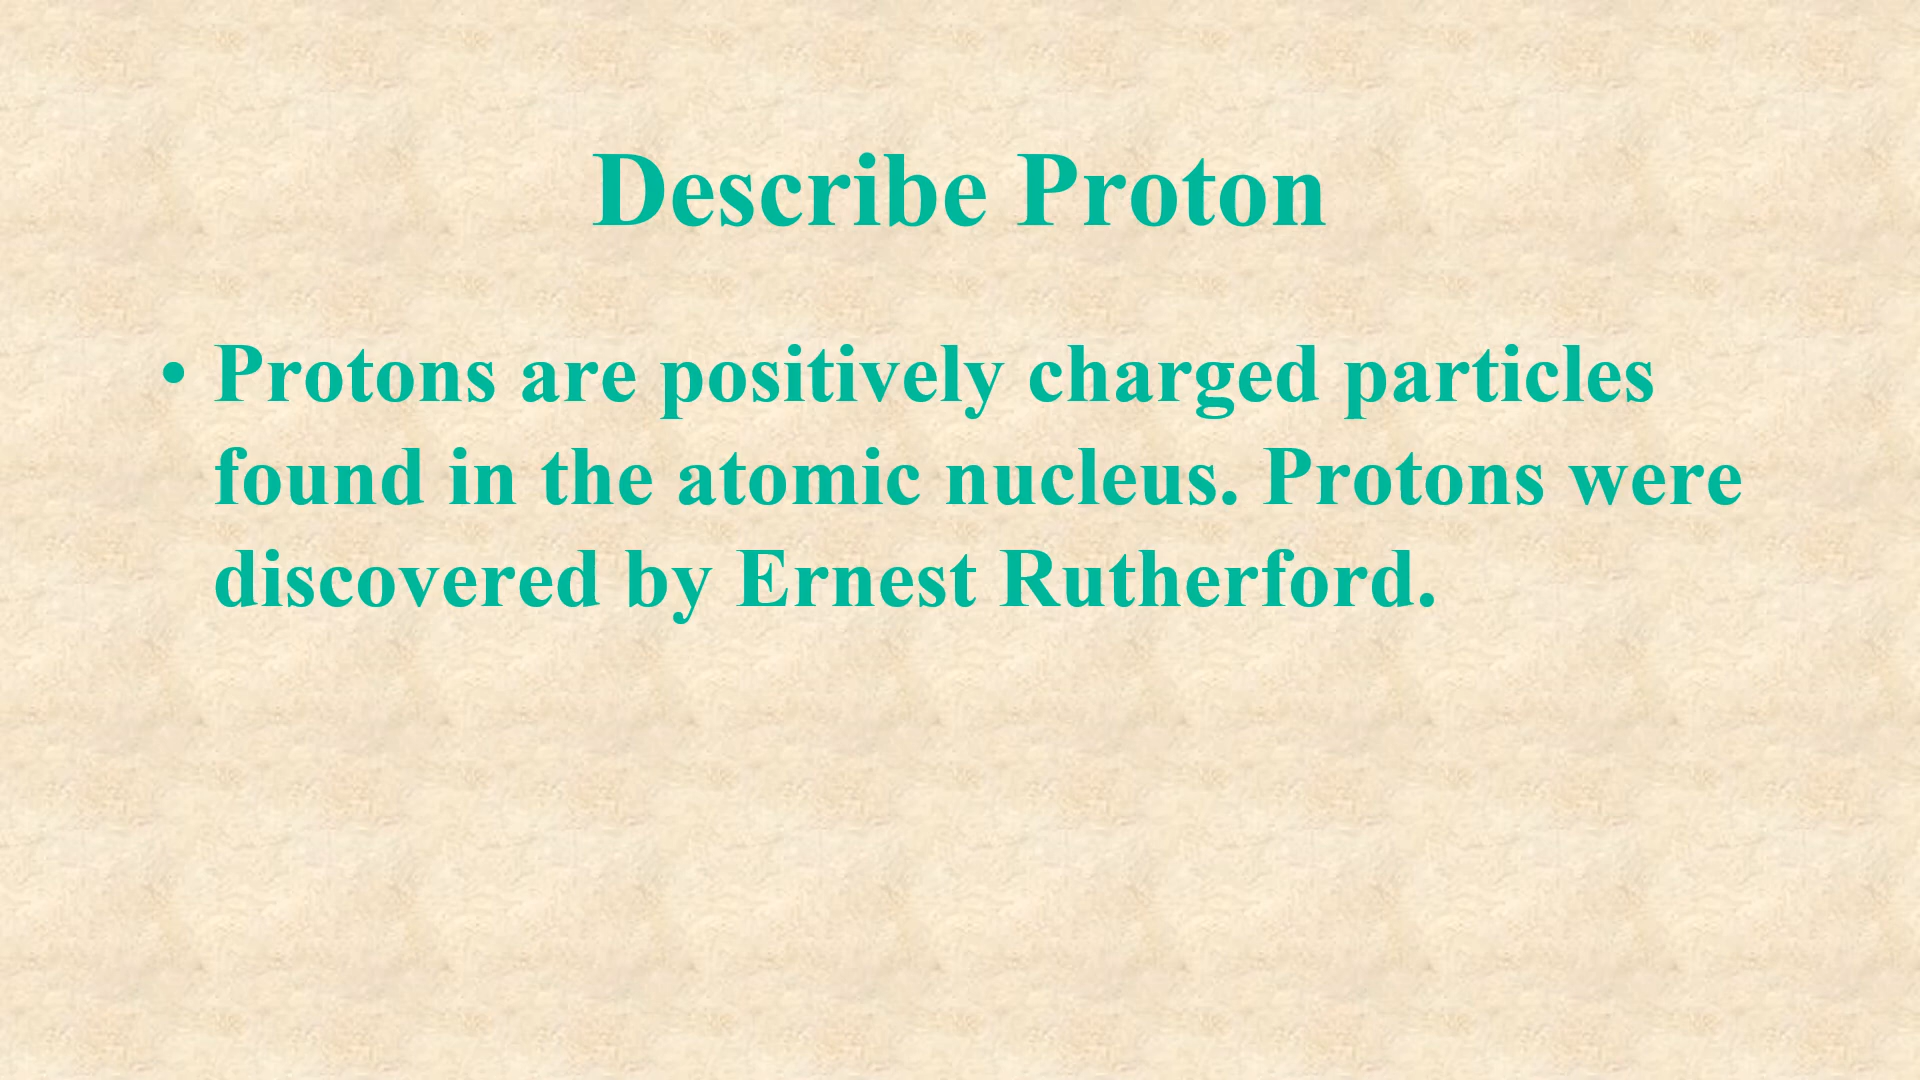 Describe Proton
• Protons are positively charged particles
found in the atomic nucleus. Protons were
discovered by Ernest Rutherford.